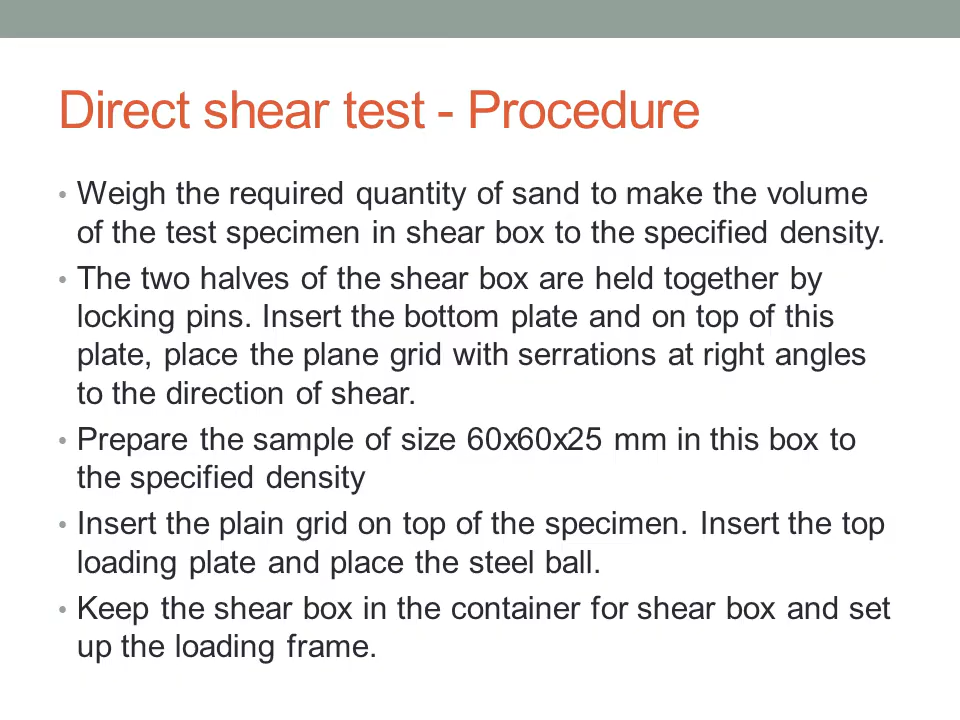 Direct shear test - Procedure
• Weigh the required quantity of sand to make the volume
of the test specimen in shear box to the specified density.
• The two halves of the shear box are held together by
locking pins. Insert the bottom plate and on top of this
plate, place the plane grid with serrations at right angles
to the direction of shear.
• Prepare the sample of size 60x60x25 mm in this box to
the specified density
• Insert the plain grid on top of the specimen. Insert the top
loading plate and place the steel ball.
• Keep the shear box in the container for shear box and set
up the loading frame.